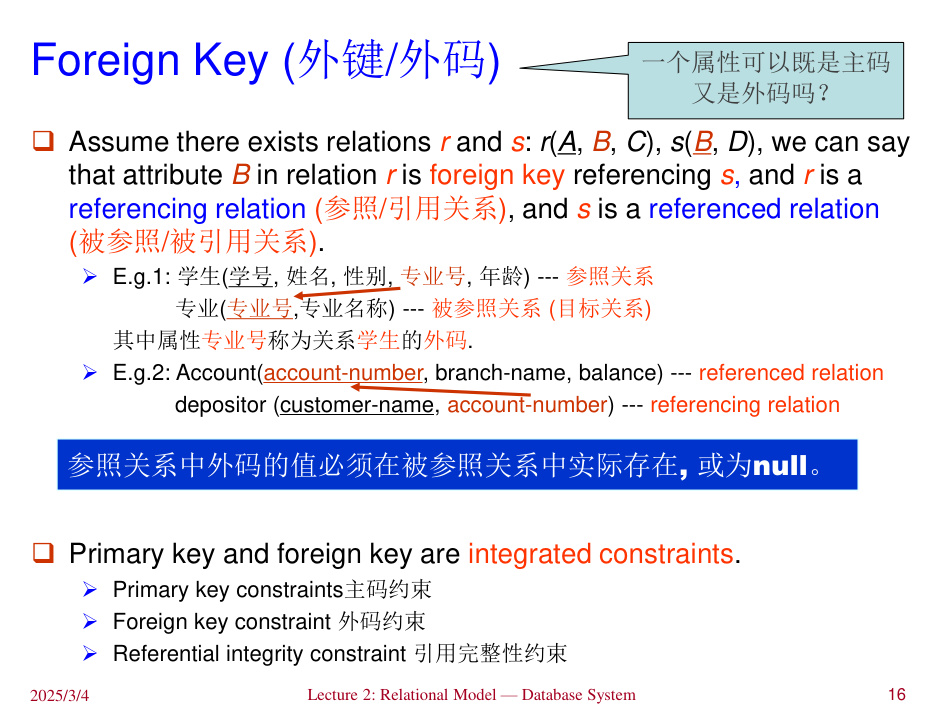 Foreign Key (外键/外码)
一个属性可以既是主码
又是外码吗？
Assume there exists relations r and s: r(A, B, C), s(B, D), we can say
that attribute B in relation r is foreign key referencing s, and r is a
referencing relation (参照/引用关系), and s is a referenced relation
(被参照/被引用关系).
E.g.1: 学生(学号, 姓名, 性别, 专业号, 年龄) --- 参照关系
专业(专业号,专业名称) --- 被参照关系 (目标关系)
其中属性专业号称为关系学生的外码.
E.g.2: Account(account-number, branch-name, balance) --- referenced relation
depositor (customer-name, account-number) --- referencing relation
参照关系中外码的值必须在被参照关系中实际存在, 或为null。
Primary key and foreign key are integrated constraints.
Primary key constraints主码约束
Foreign key constraint 外码约束
Referential integrity constraint 引用完整性约束
2025/3/4
Lecture 2: Relational Model — Database System
16